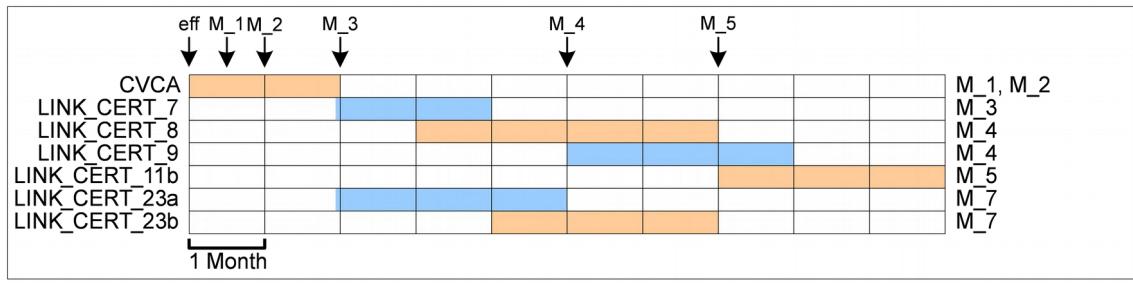 eff M_1 M_2 M_3 M_4 M_5
CVCA M_1, M_2
LINK_CERT_7 M_3
LINK_CERT_8 M_4
LINK_CERT_9 M_4
LINK_CERT_11b M_5
LINK_CERT_23a M_7
LINK_CERT_23b M_7
1 Month